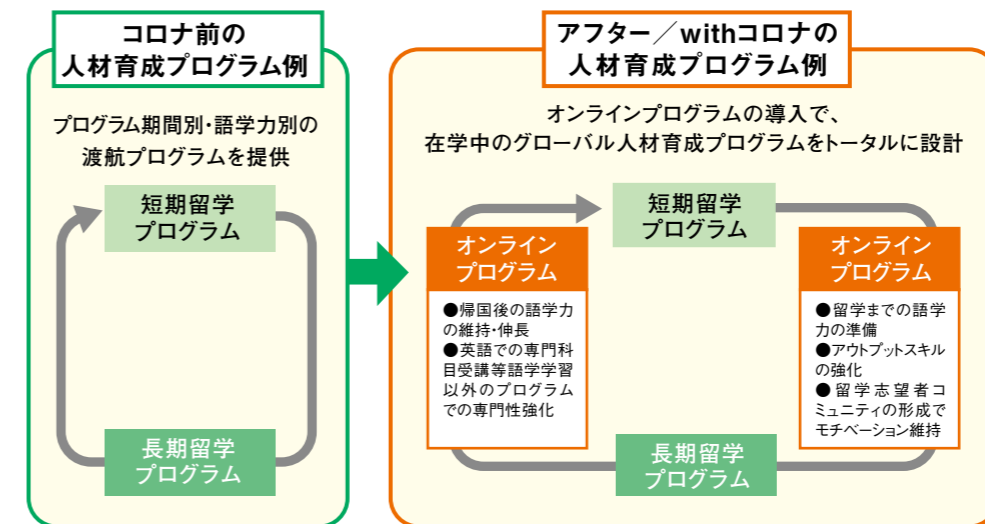 コロナ前の
人材育成プログラム例
プログラム期間別・語学力別の
渡航プログラムを提供
短期留学
プログラム
長期留学
プログラム
アフター／withコロナの
人材育成プログラム例
オンラインプログラムの導入で、
在学中のグローバル人材育成プログラムをトータルに設計
短期留学
プログラム
オンライン
プログラム
●帰国後の語学力
の維持・伸長
●英語での専門科
目受講等語学学習
以外のプログラム
での専門性強化
オンライン
プログラム
●留学までの語学
力の準備
●アウトプットスキル
の強化
●留学志望者コ
ミュニティの形成で
モチベーション維持
長期留学
プログラム